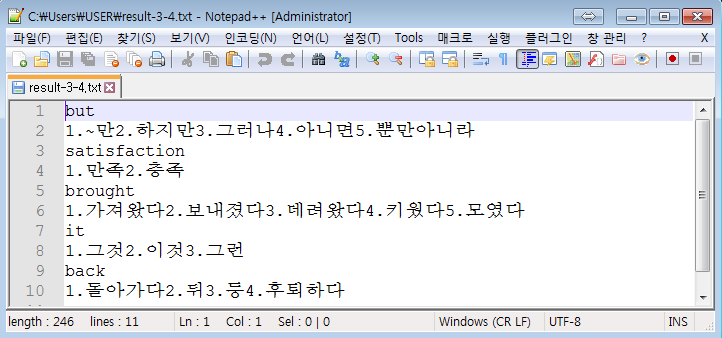 C:₩Users₩USER₩result-3-4.txt - Notepad++ [Administrator]
파일(F) 편집(E) 찾기(S) 보기(V) 인코딩(N) 언어(L) 설정(T) Tools 매크로 실행 플러그인 창 관리 ? X
result-3-4.txt
1 but
2 1.~만2.하지만3.그러나4.아니면5.뿐만아니라
3 satisfaction
4 1.만족2.충족
5 brought
6 1.가져왔다2.보내졌다3.데려왔다4.키웠다5.모였다
7 it
8 1.그것2.이것3.그런
9 back
10 1.돌아가다2.뒤3.등4.후퇴하다
length : 246 lines : 11 Ln : 1 Col : 1 Sel : 0 | 0 Windows (CR LF) UTF-8 INS